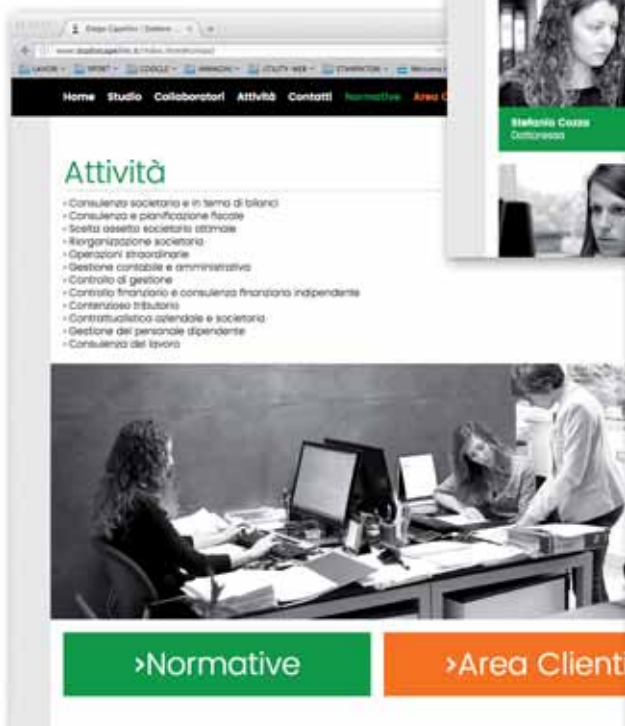 Home Studio Collaboratori Attività Contatti Normative Area
Stefania Cozza
Dottoressa
Attività
› Consulenza societaria e in tema di bilanci
› Consulenza e pianificazione fiscale
› Scelta assetto societario ottimale
› Riorganizzazione societaria
› Operazioni straordinarie
› Gestione contabile e amministrativa
› Controllo di gestione
› Controllo finanziario e consulenza finanziaria indipendente
› Contenzioso tributario
› Contrattualistica aziendale e societaria
› Gestione del personale dipendente
› Consulenza del lavoro
›Normative
›Area Clienti